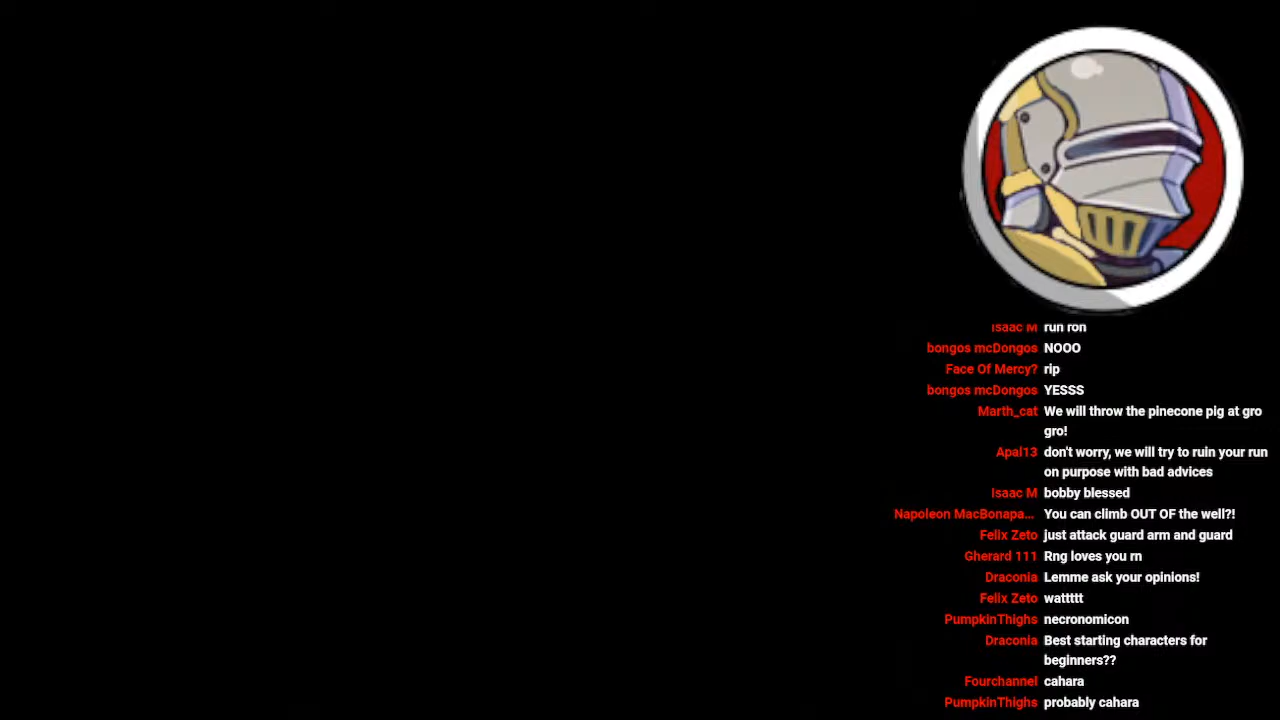 Isaac M run ron
bongos mcDongos NOOO
Face Of Mercy? rip
bongos mcDongos YESSS
Marth_cat We will throw the pinecone pig at gro
gro!
Apal13 don't worry, we will try to ruin your run
on purpose with bad advices
Isaac M bobby blessed
Napoleon MacBonapa... You can climb OUT OF the well?!
Felix Zeto just attack guard arm and guard
Gherard 111 Rng loves you rn
Draconia Lemme ask your opinions!
Felix Zeto wattttt
PumpkinThighs necronomicon
Draconia Best starting characters for
beginners??
Fourchannel cahara
PumpkinThighs probably cahara